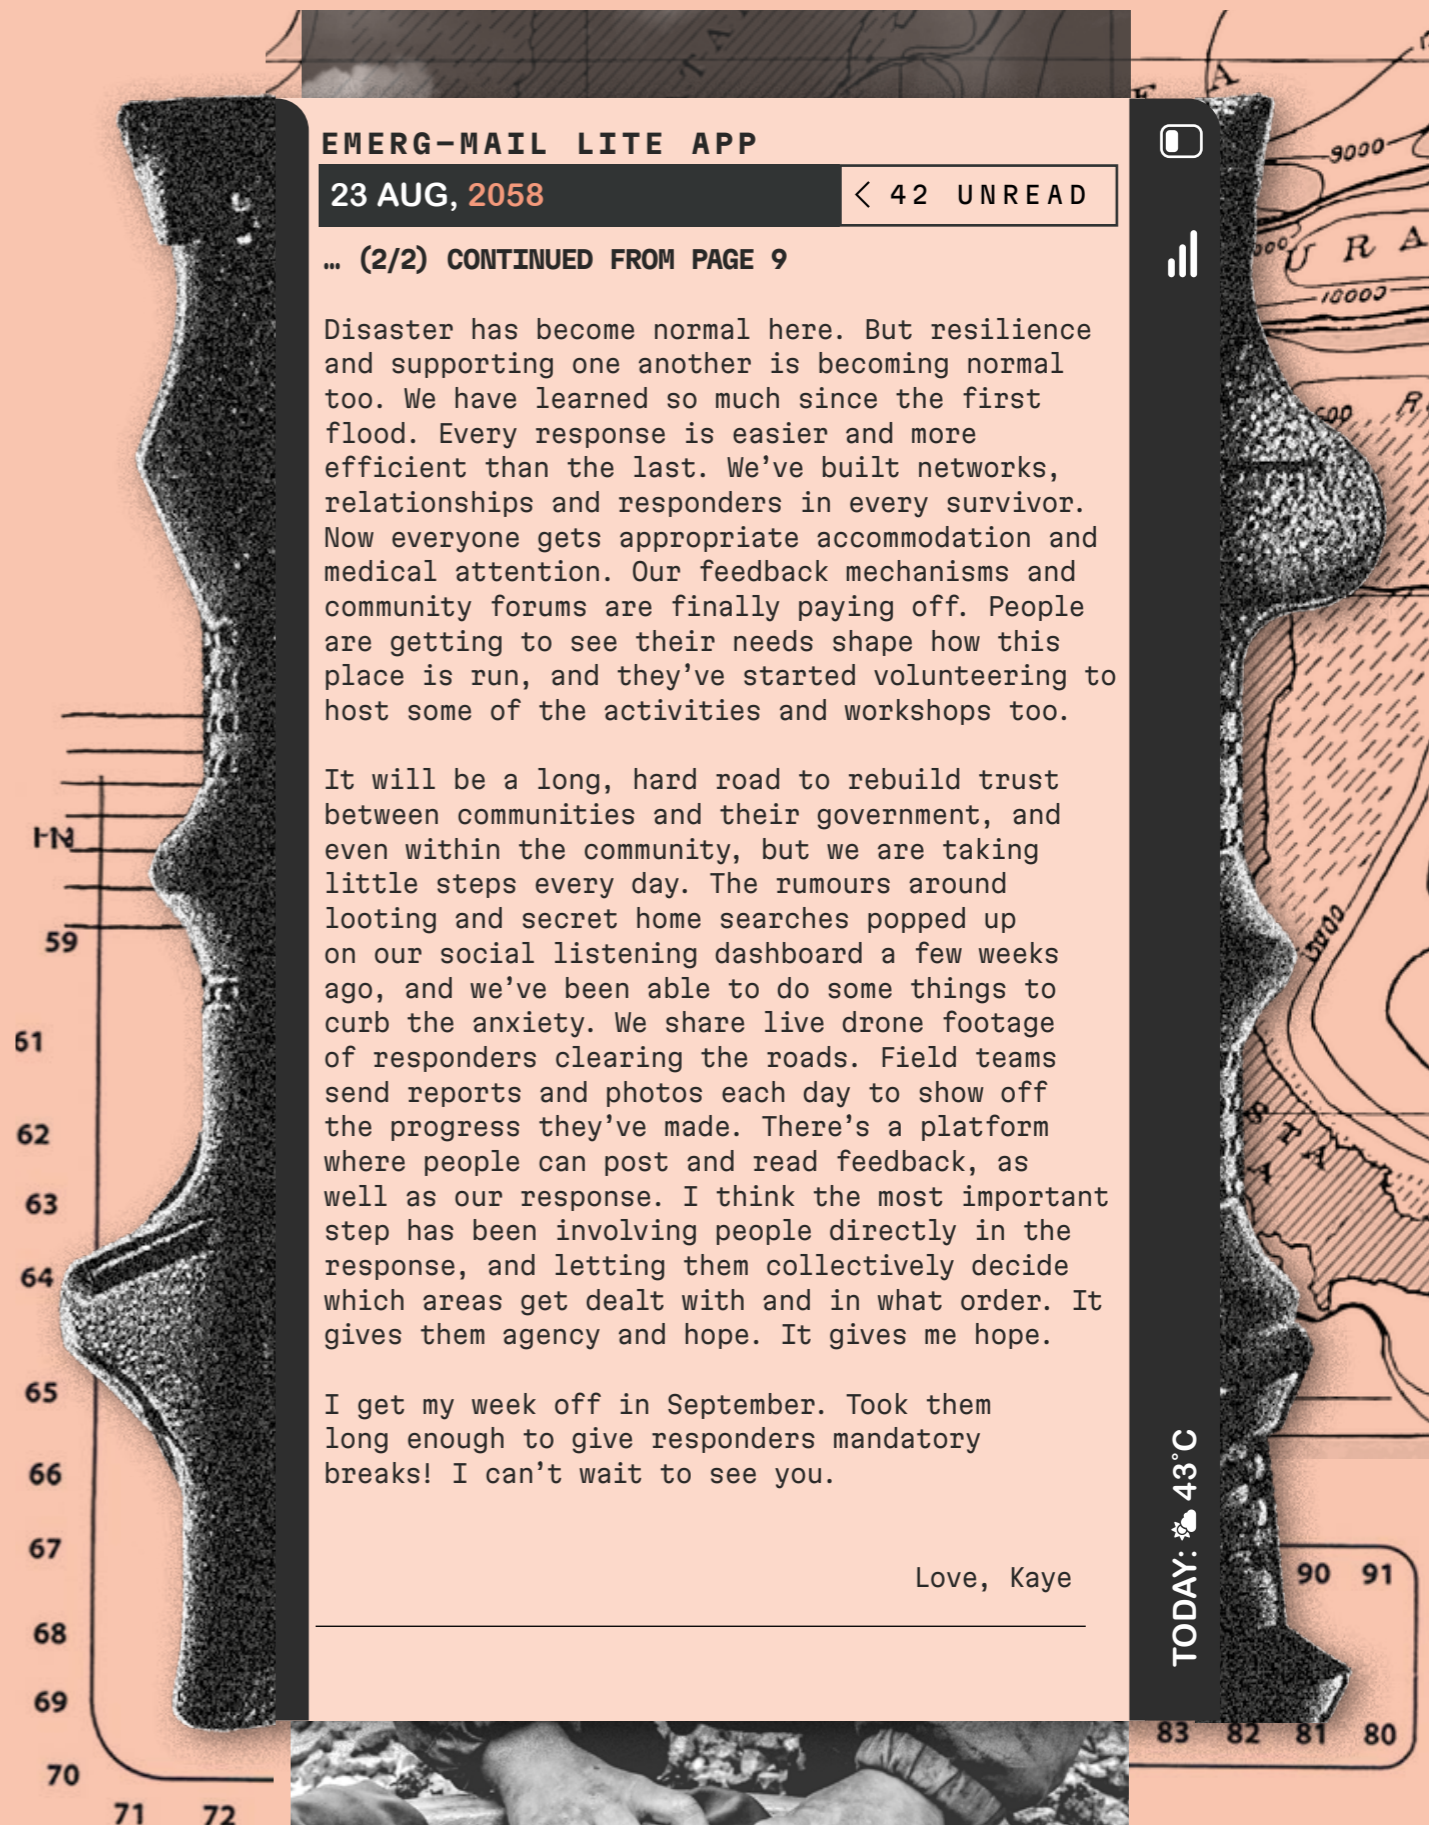 T A
E A
9000
U R A
10000
EMERG-MAIL LITE APP
23 AUG, 2058
< 42 UNREAD
… (2/2) CONTINUED FROM PAGE 9
Disaster has become normal here. But resilience
and supporting one another is becoming normal
too. We have learned so much since the first
flood. Every response is easier and more
efficient than the last. We’ve built networks,
relationships and responders in every survivor.
Now everyone gets appropriate accommodation and
medical attention. Our feedback mechanisms and
community forums are finally paying off. People
are getting to see their needs shape how this
place is run, and they’ve started volunteering to
host some of the activities and workshops too.
It will be a long, hard road to rebuild trust
between communities and their government, and
even within the community, but we are taking
little steps every day. The rumours around
looting and secret home searches popped up
on our social listening dashboard a few weeks
ago, and we’ve been able to do some things to
curb the anxiety. We share live drone footage
of responders clearing the roads. Field teams
send reports and photos each day to show off
the progress they’ve made. There’s a platform
where people can post and read feedback, as
well as our response. I think the most important
step has been involving people directly in the
response, and letting them collectively decide
which areas get dealt with and in what order. It
gives them agency and hope. It gives me hope.
I get my week off in September. Took them
long enough to give responders mandatory
breaks! I can’t wait to see you.
Love, Kaye
TODAY: 43°C
59
61
62
63
64
65
66
67
68
69
70
71 72
S T A
90 91
83 82 81 80